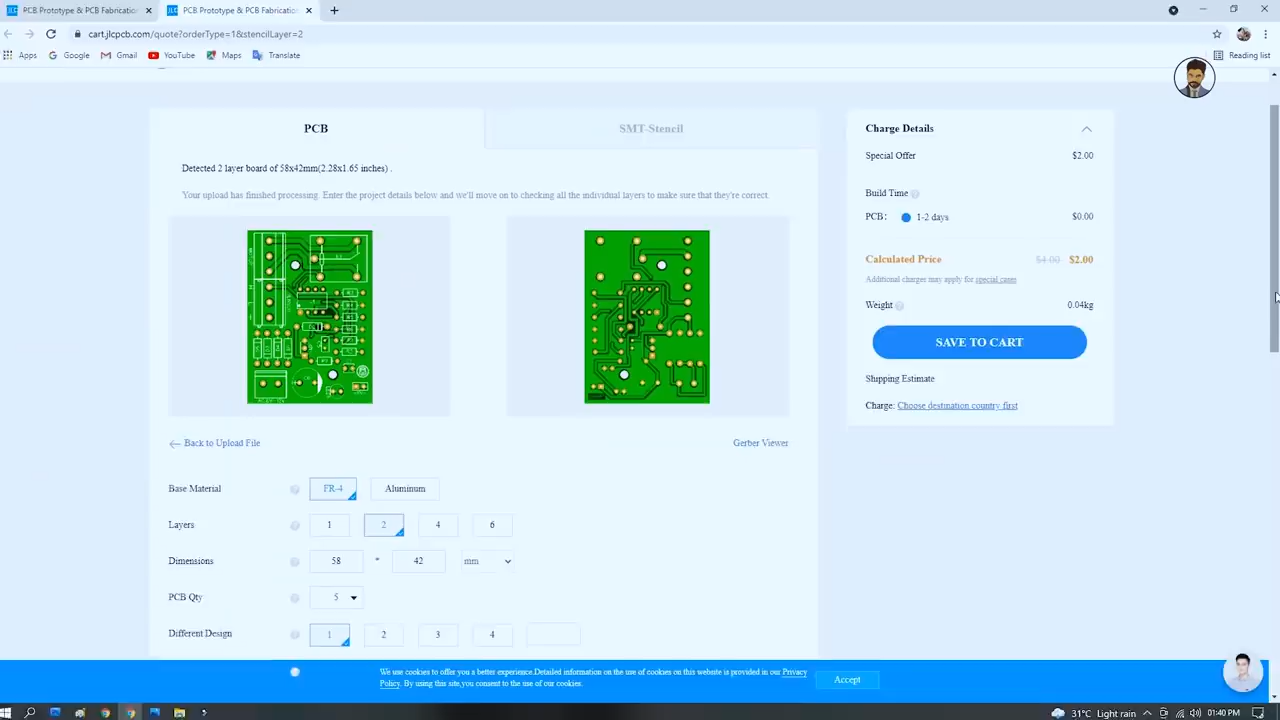 PCB Prototype & PCB Fabrication
PCB Prototype & PCB Fabrication
cart.jlcpcb.com/quote?orderType=1&stencilLayer=2
Apps Google Gmail YouTube Maps Translate Reading list
PCB SMT-Stencil
Detected 2 layer board of 58x42mm(2.28x1.65 inches) .
Your upload has finished processing. Enter the project details below and we'll move on to checking all the individual layers to make sure that they're correct.
Back to Upload File Gerber Viewer
Base Material FR-4 Aluminum
Layers 1 2 4 6
Dimensions 58 * 42 mm
PCB Qty 5
Different Design 1 2 3 4
Charge Details
Special Offer $2.00
Build Time
PCB: 1-2 days $0.00
Calculated Price $4.00 $2.00
Additional charges may apply for special cases
Weight 0.04kg
SAVE TO CART
Shipping Estimate
Charge: Choose destination country first
We use cookies to offer you a better experience.Detailed information on the use of cookies on this website is provided in our Privacy
Policy. By using this site,you consent to the use of our cookies.
Accept
31°C Light rain 01:40 PM